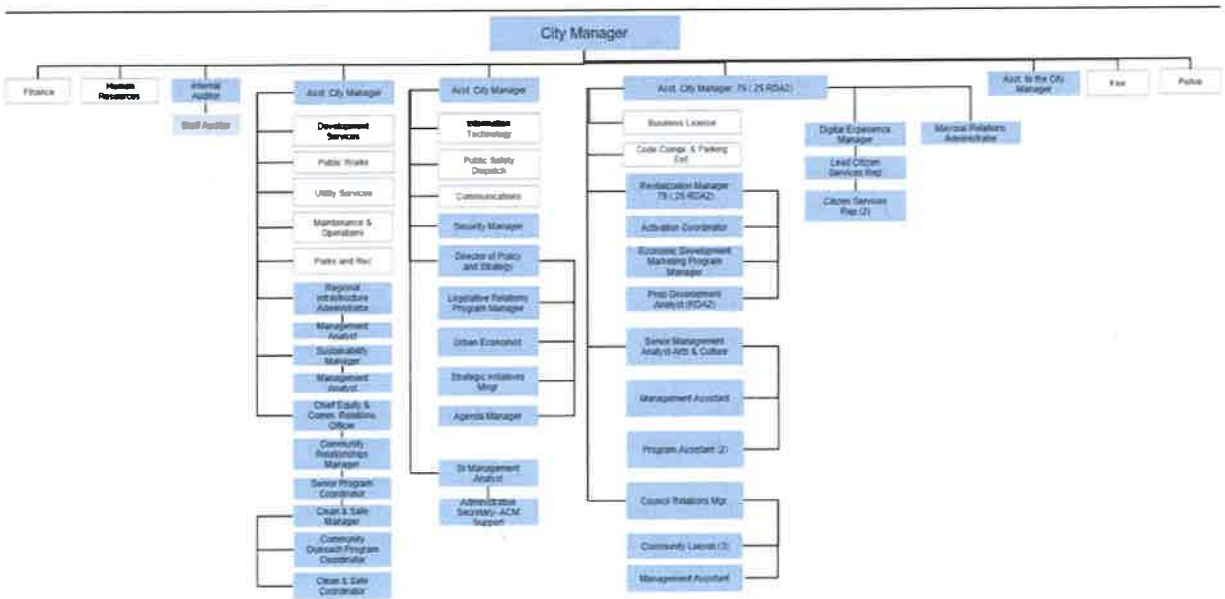 City Manager
Finance
Human
Resources
Internal
Auditor
Staff Auditor
Asst. City Manager
Development
Services
Public Works
Utility Services
Maintenance &
Operations
Parks and Rec
Regional
Infrastructure
Administrator
Management
Analyst
Sustainability
Manager
Management
Analyst
Chief Equity &
Comm. Relations
Officer
Community
Relationships
Manager
Senior Program
Coordinator
Clean & Safe
Manager
Community
Outreach Program
Coordinator
Clean & Safe
Coordinator
Asst. City Manager
Information
Technology
Public Safety
Dispatch
Communications
Security Manager
Director of Policy
and Strategy
Legislative Relations
Program Manager
Urban Economist
Strategic Initiatives
Mngr
Agenda Manager
Sr Management
Analyst
Administrative
Secretary- ACM
Support
Asst. City Manager .75 (.25 RDA2)
Business License
Code Compl. & Parking
Enf.
Revitalization Manager
.75 (.25 RDA2)
Activation Coordinator
Economic Development
Marketing Program
Manager
Prop Development
Analyst (RDA2)
Senior Management
Analyst-Arts & Culture
Management Assistant
Program Assistant (2)
Council Relations Mgr.
Community Liaison (3)
Management Assistant
Digital Experience
Manager
Lead Citizen
Services Rep
Citizen Services
Rep (2)
Relations
Administrator
Asst. to the City
Manager
Fire
Police